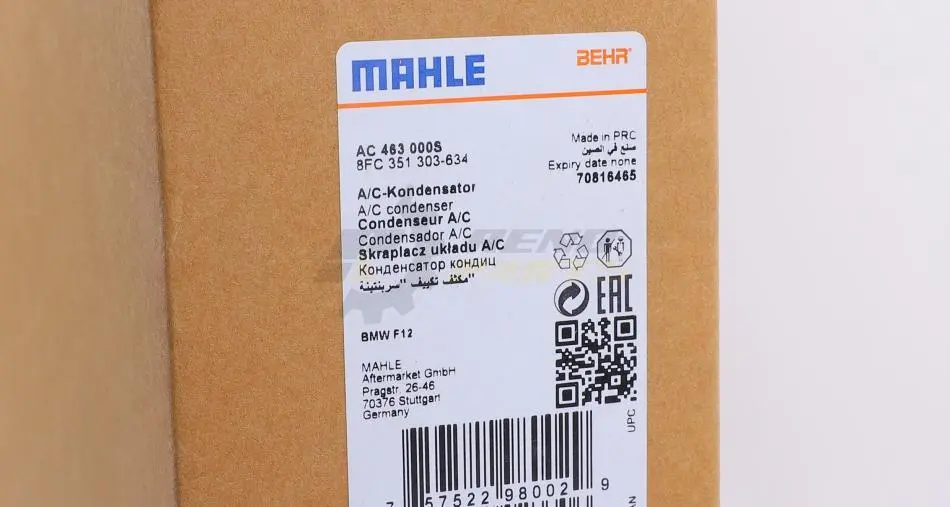 MAHLE
BEHR®
AC 463 000S
8FC 351 303-634
Made in PRC
صنع في الصين
Expiry date none
70816465
A/C-Kondensator
A/C condenser
Condenseur A/C
Condensador A/C
Skraplacz układu A/C
Конденсатор кондиц
مكثف تكييف "سربنتينة"
EAC
BMW F12
MAHLE
Aftermarket GmbH
Pragstr. 26-46
70376 Stuttgart
Germany
UPC
7 57522 98002 9